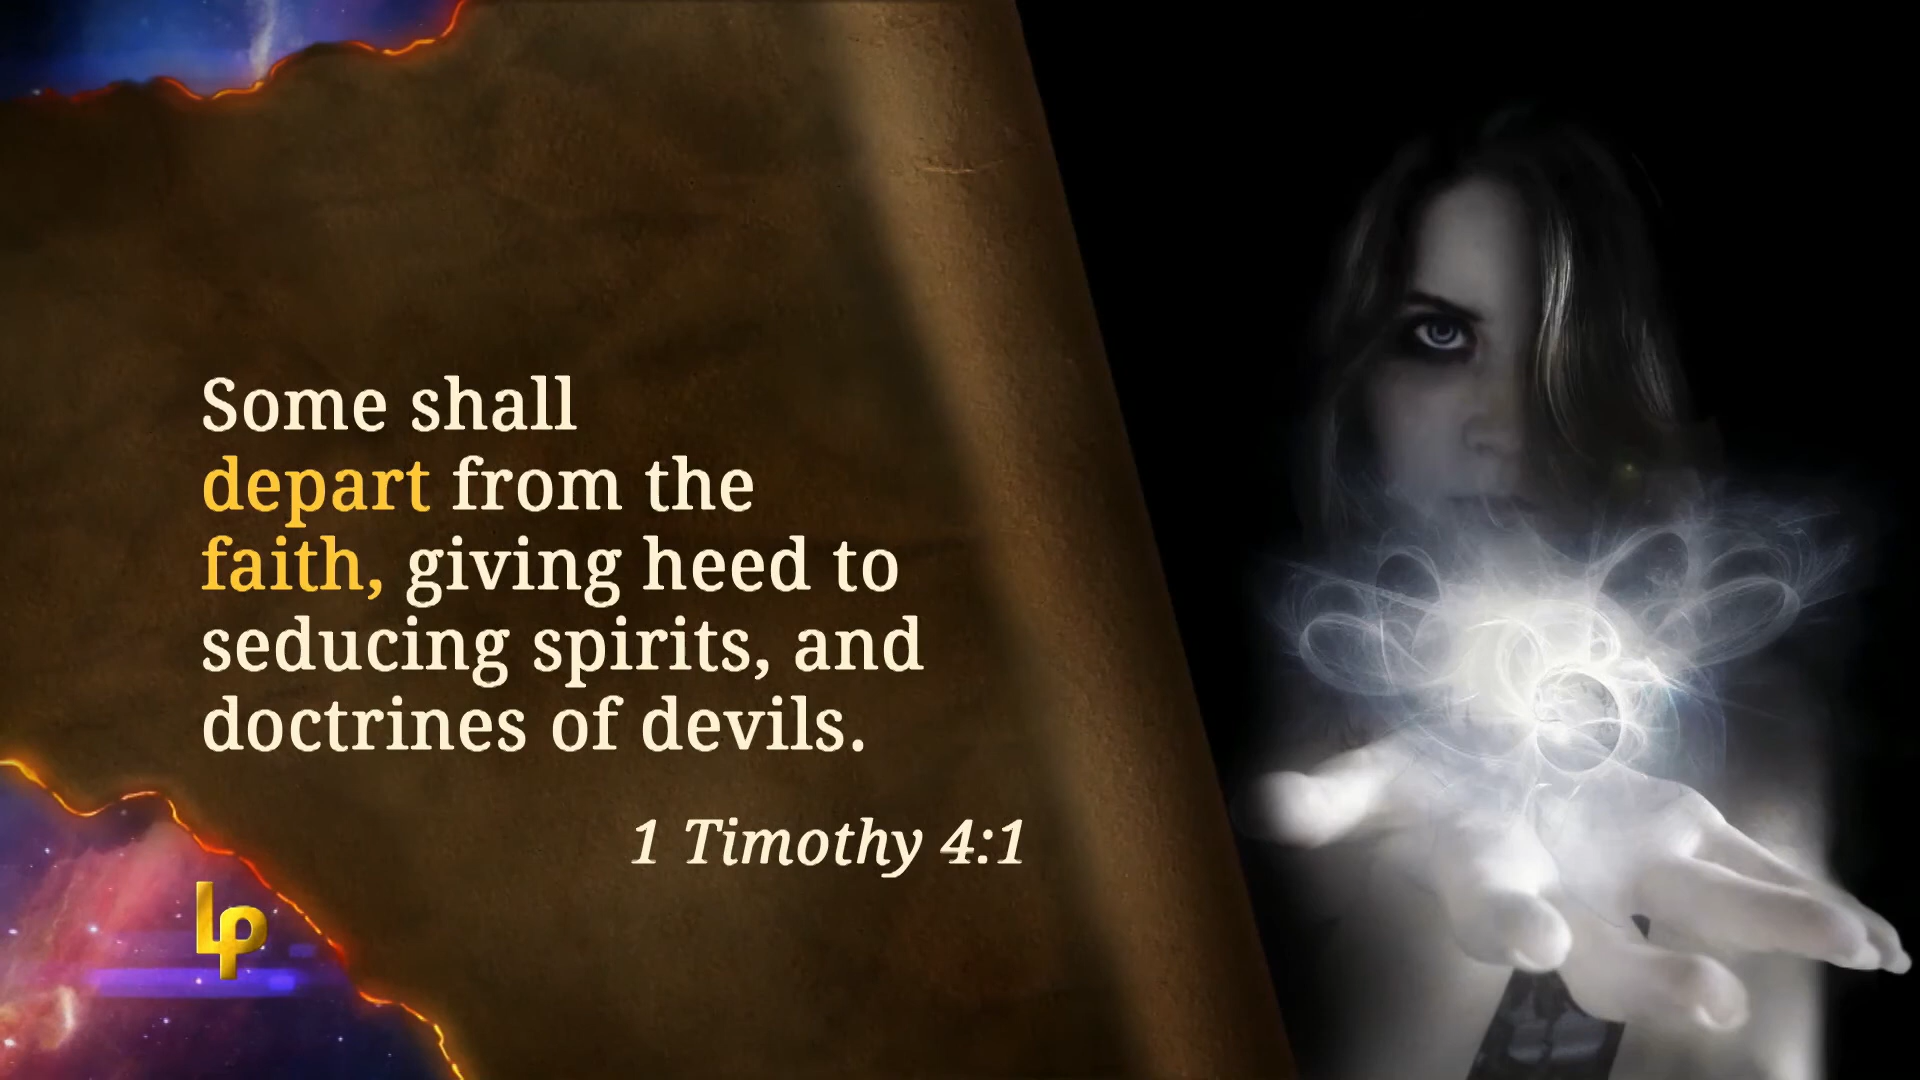 Some shall
depart from the
faith, giving heed to
seducing spirits, and
doctrines of devils.
1 Timothy 4:1
LP